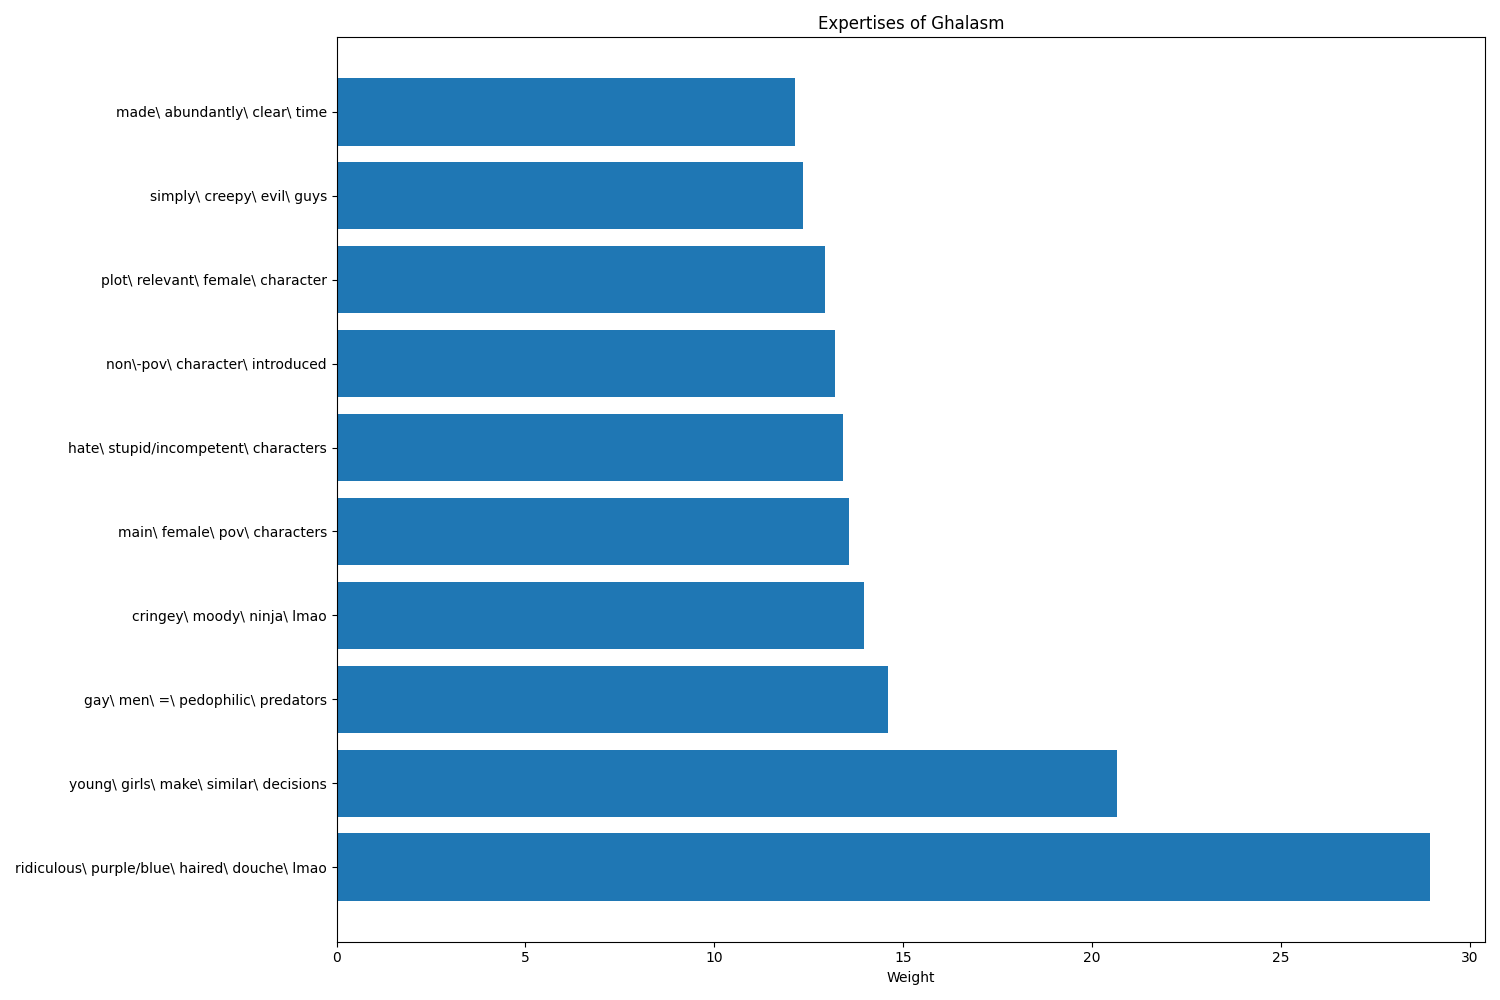 Expertises of Ghalasm
made\ abundantly\ clear\ time
simply\ creepy\ evil\ guys
plot\ relevant\ female\ character
non\-pov\ character\ introduced
hate\ stupid/incompetent\ characters
main\ female\ pov\ characters
cringey\ moody\ ninja\ lmao
gay\ men\ =\ pedophilic\ predators
young\ girls\ make\ similar\ decisions
ridiculous\ purple/blue\ haired\ douche\ lmao
0 5 10 15 20 25 30
Weight